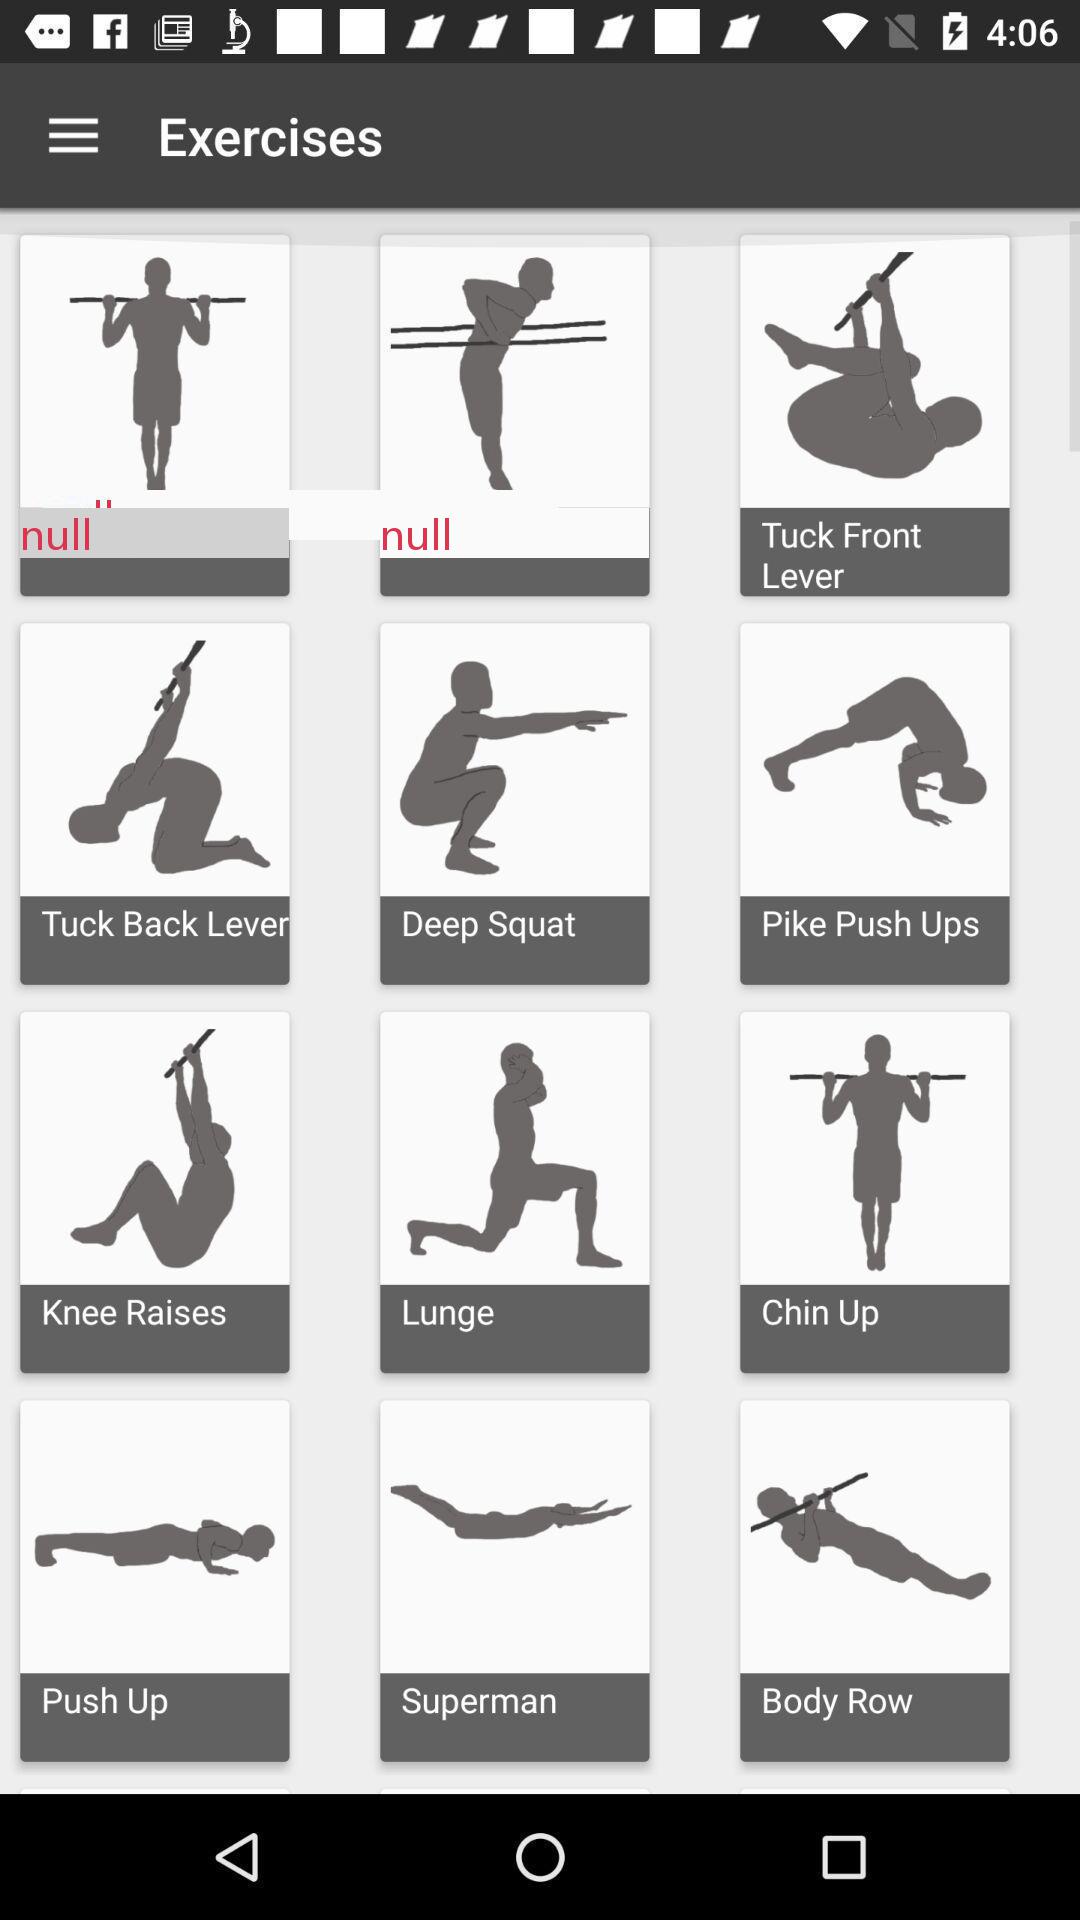 4:06
Exercises
null
null
Tuck Front
Lever
Tuck Back Lever
Deep Squat
Pike Push Ups
Knee Raises
Lunge
Chin Up
Push Up
Superman
Body Row